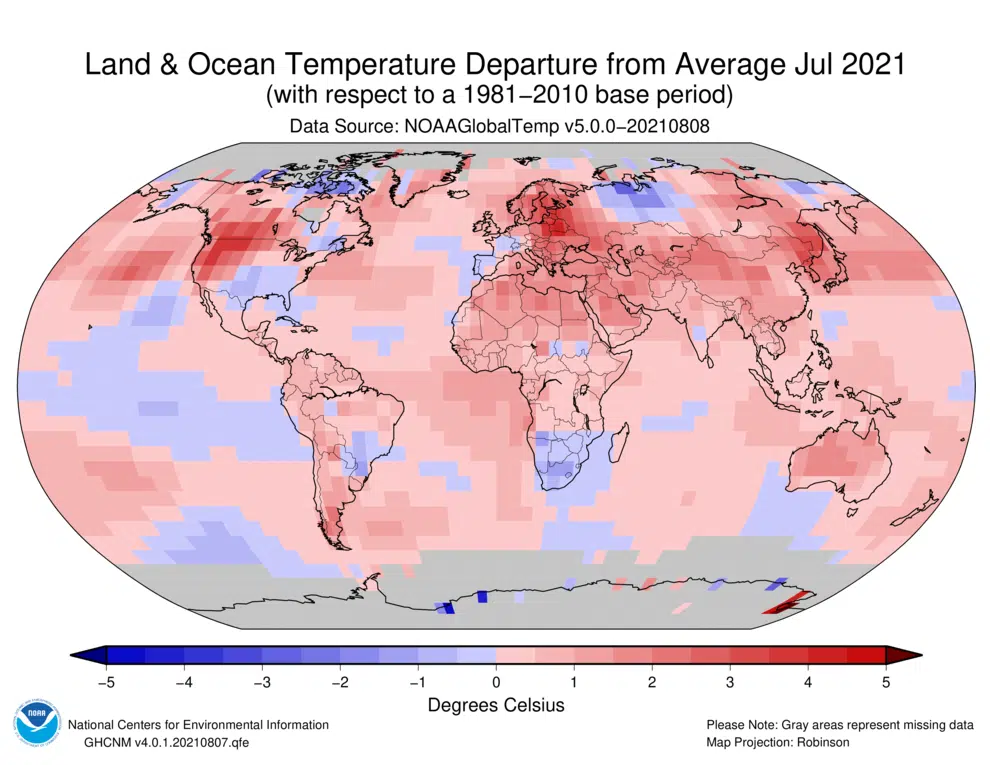 Land & Ocean Temperature Departure from Average Jul 2021
(with respect to a 1981−2010 base period)
Data Source: NOAAGlobalTemp v5.0.0−20210808
−5 −4 −3 −2 −1 0 1 2 3 4 5
Degrees Celsius
NOAA
National Centers for Environmental Information
GHCNM v4.0.1.20210807.qfe
Please Note: Gray areas represent missing data
Map Projection: Robinson